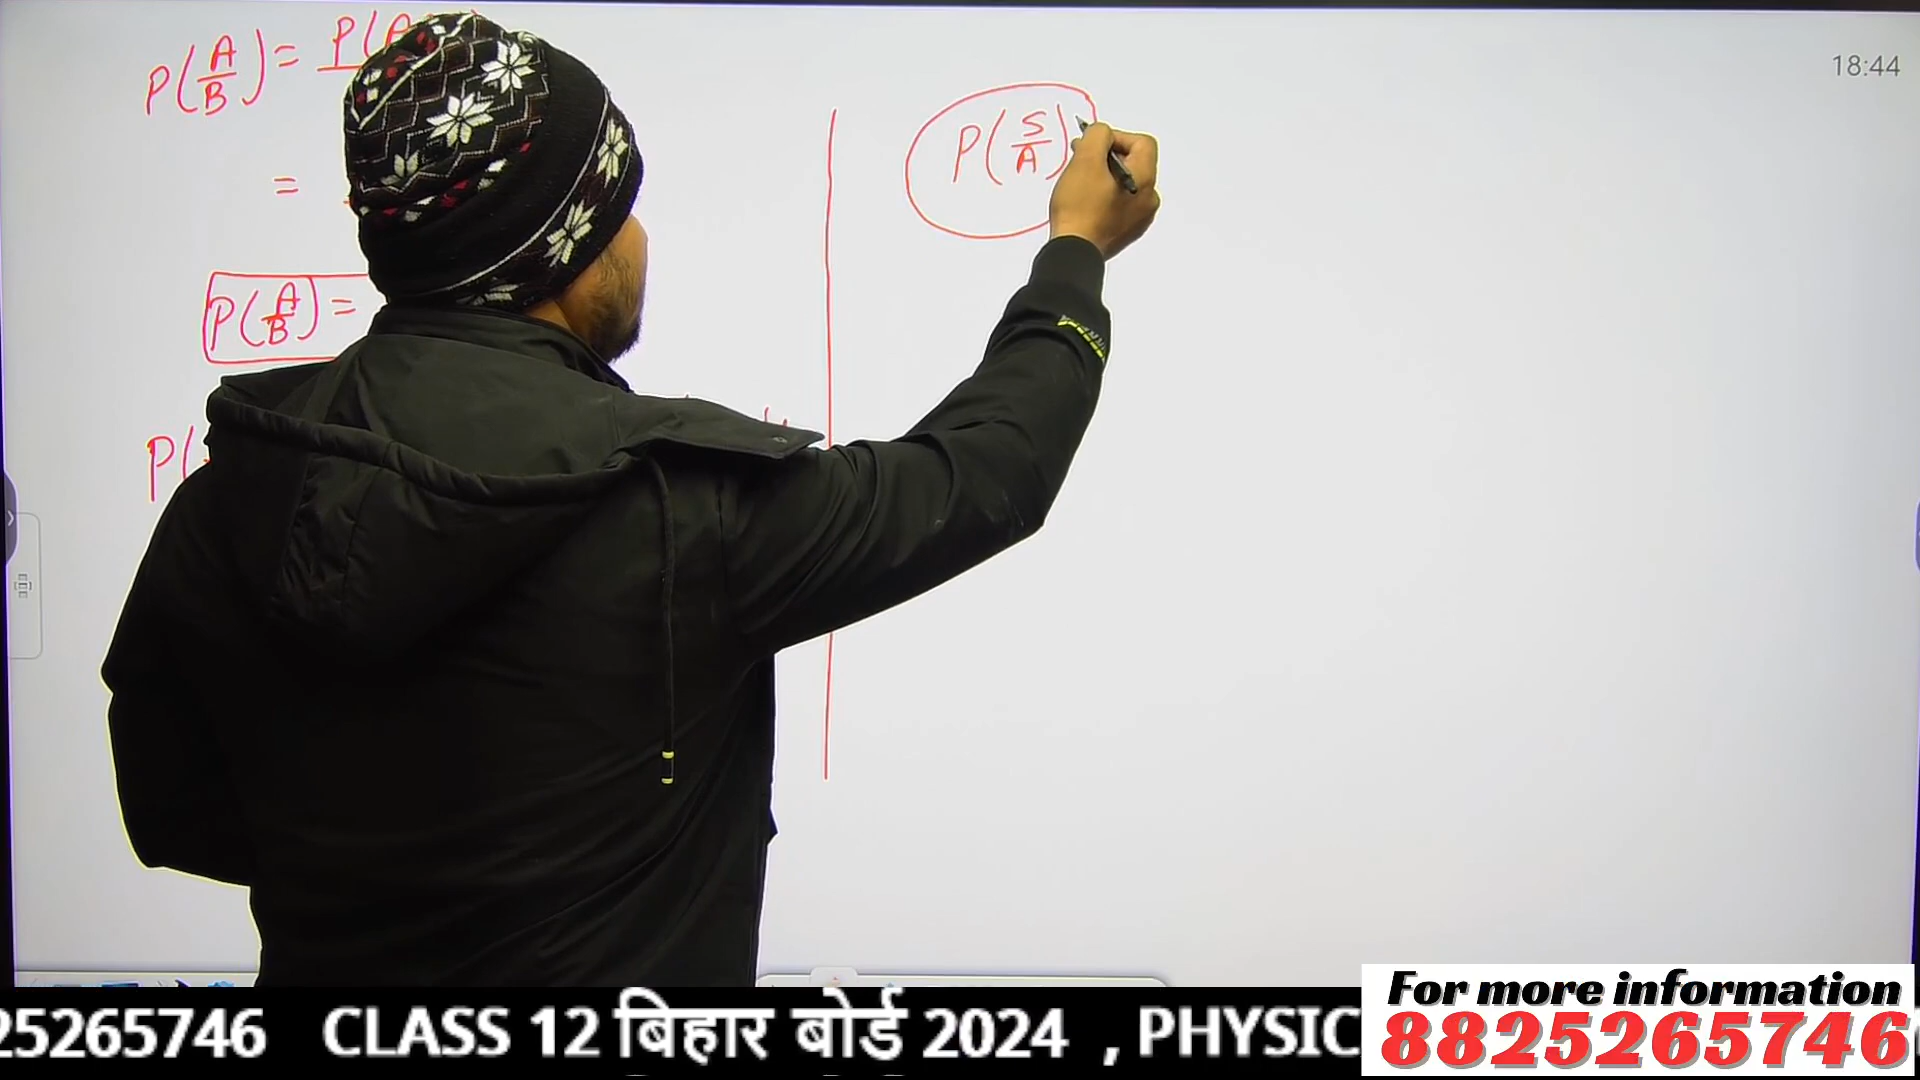 P(A/B) = P(A
18:44
P(S/A)
=
P(A/B) =
P(
For more information
8825265746
25265746 CLASS 12 बिहार बोर्ड 2024 , PHYSIC